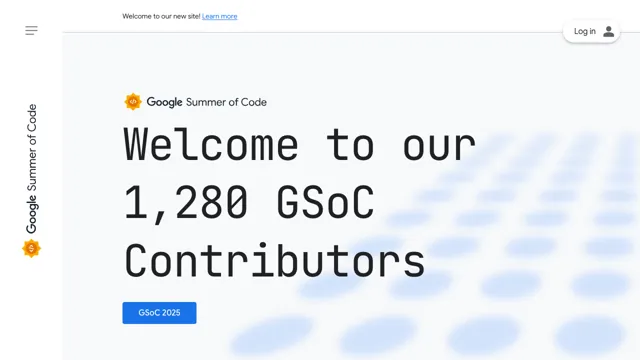 Welcome to our new site! Learn more
Log in
Google Summer of Code
Google Summer of Code
Welcome to our
1,280 GSoC
Contributors
GSoC 2025